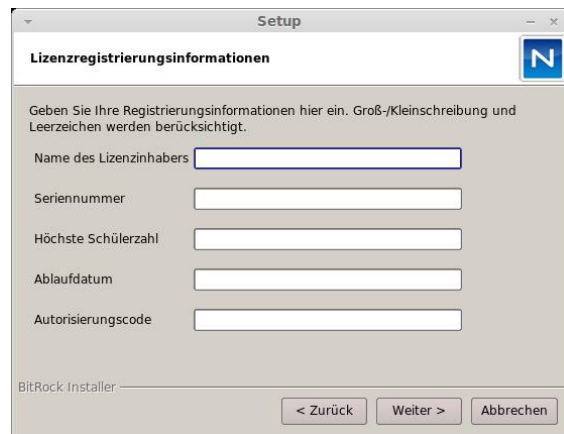 Setup
Lizenzregistrierungsinformationen
N
Geben Sie Ihre Registrierungsinformationen hier ein. Groß-/Kleinschreibung und
Leerzeichen werden berücksichtigt.
Name des Lizenzinhabers
Seriennummer
Höchste Schülerzahl
Ablaufdatum
Autorisierungscode
BitRock Installer
< Zurück Weiter > Abbrechen